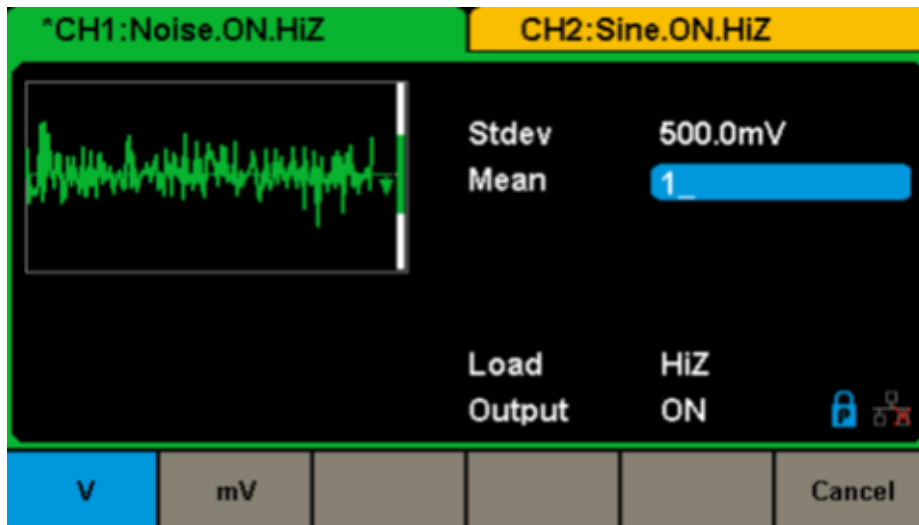 *CH1:Noise.ON.HiZ
CH2:Sine.ON.HiZ
Stdev 500.0mV
Mean 1_
Load HiZ
Output ON
P
V mV Cancel